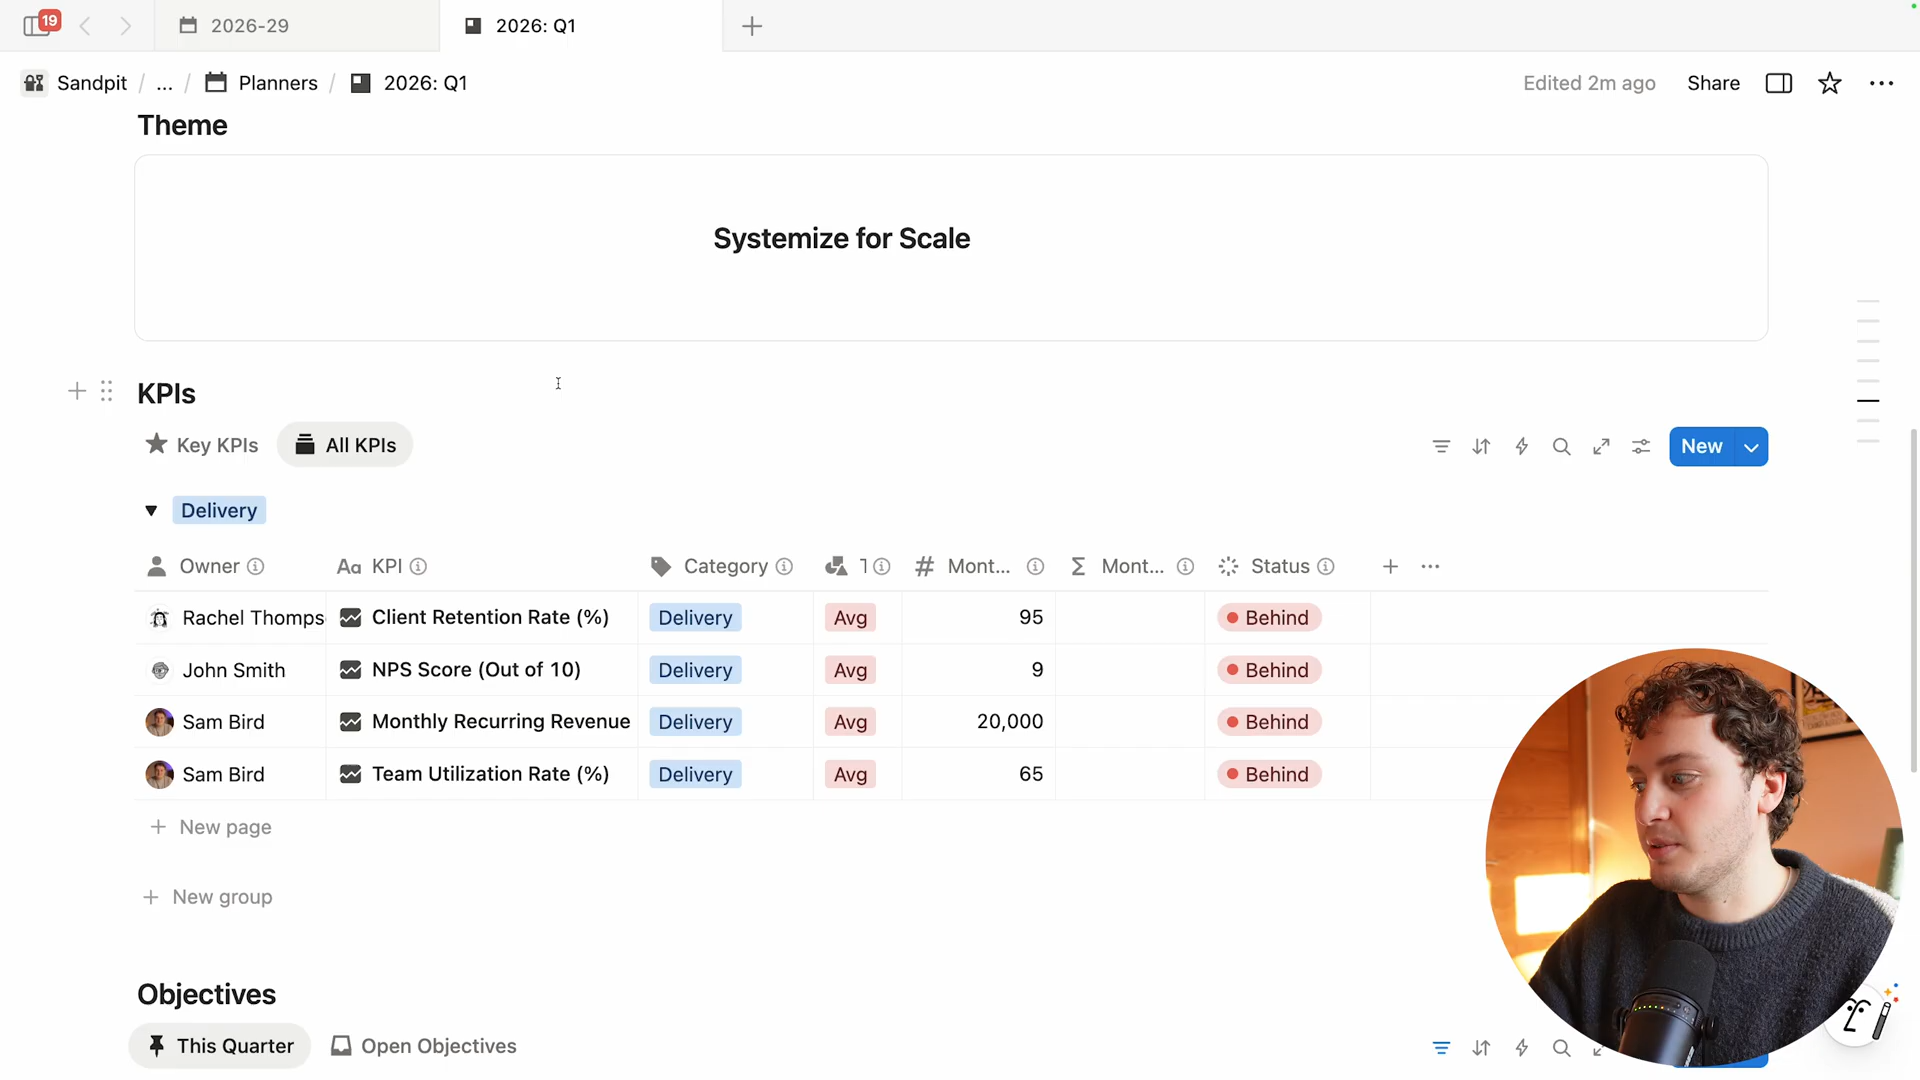 19
2026-29
2026: Q1
Sandpit / ... / Planners / 2026: Q1
Edited 2m ago
Share
Theme
Systemize for Scale
KPIs
Key KPIs
All KPIs
New
Delivery
Owner
Aa KPI
Category
Mont...
Σ Mont...
Status
Rachel Thomps Client Retention Rate (%) Delivery Avg 95 Behind
John Smith NPS Score (Out of 10) Delivery Avg 9 Behind
Sam Bird Monthly Recurring Revenue Delivery Avg 20,000 Behind
Sam Bird Team Utilization Rate (%) Delivery Avg 65 Behind
New page
New group
Objectives
This Quarter
Open Objectives